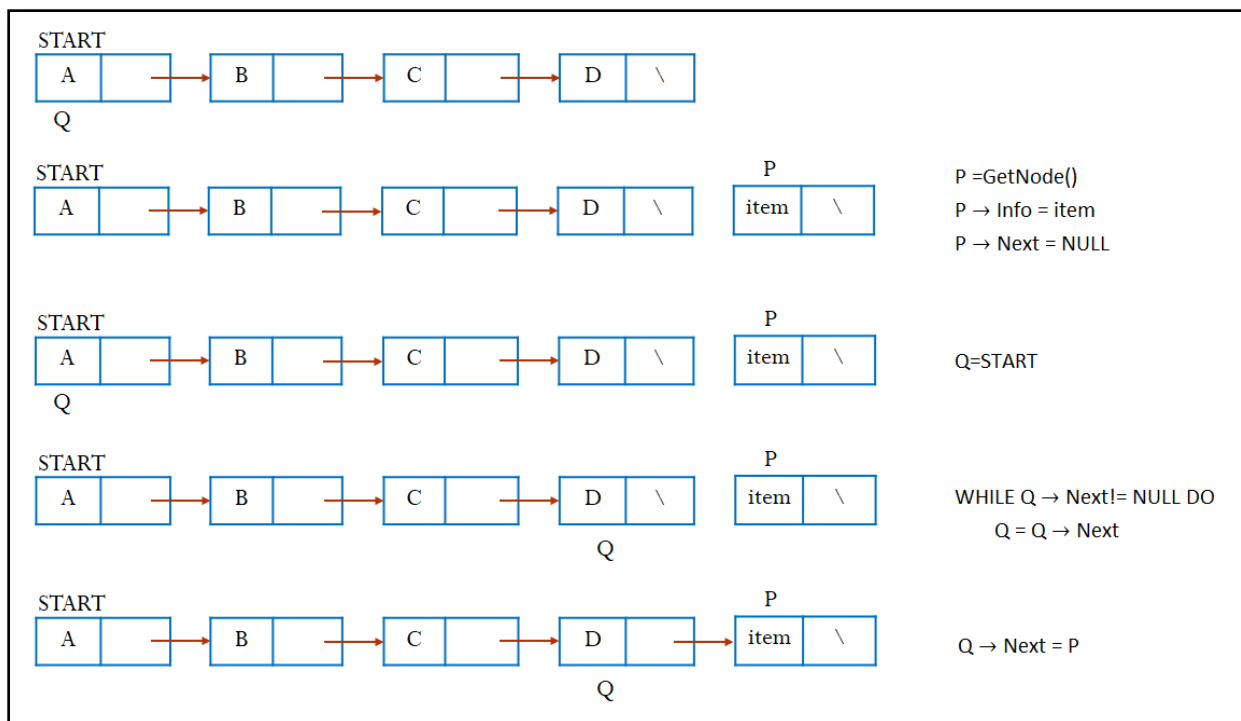 START
A B C D \
Q
START
P
A B C D \ item \
P =GetNode()
P → Info = item
P → Next = NULL
START
P
A B C D \ item \
Q=START
Q
START
P
A B C D \ item \
WHILE Q → Next!= NULL DO
Q = Q → Next
Q
START
P
A B C D item \
Q → Next = P
Q